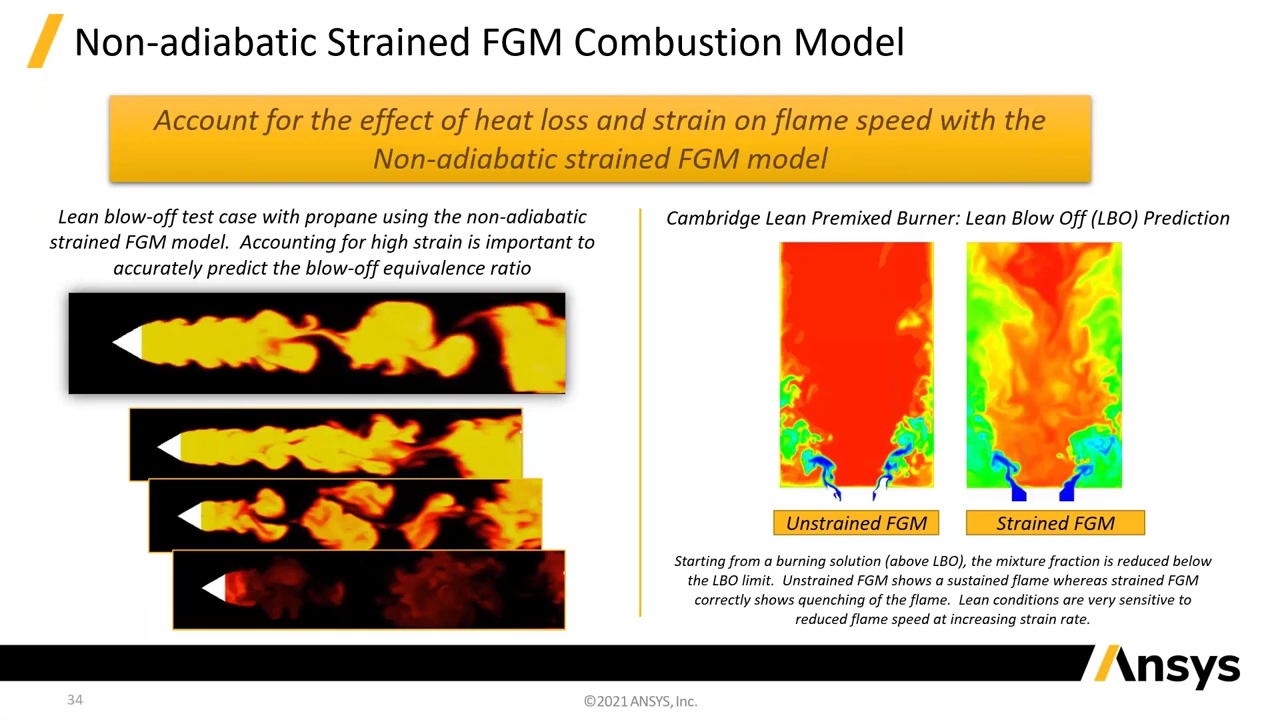 Non-adiabatic Strained FGM Combustion Model
Account for the effect of heat loss and strain on flame speed with the
Non-adiabatic strained FGM model
Lean blow-off test case with propane using the non-adiabatic
strained FGM model.  Accounting for high strain is important to
accurately predict the blow-off equivalence ratio
Cambridge Lean Premixed Burner: Lean Blow Off (LBO) Prediction
Unstrained FGM
Strained FGM
Starting from a burning solution (above LBO), the mixture fraction is reduced below
the LBO limit.  Unstrained FGM shows a sustained flame whereas strained FGM
correctly shows quenching of the flame.  Lean conditions are very sensitive to
reduced flame speed at increasing strain rate.
Ansys
34
©2021 ANSYS, Inc.